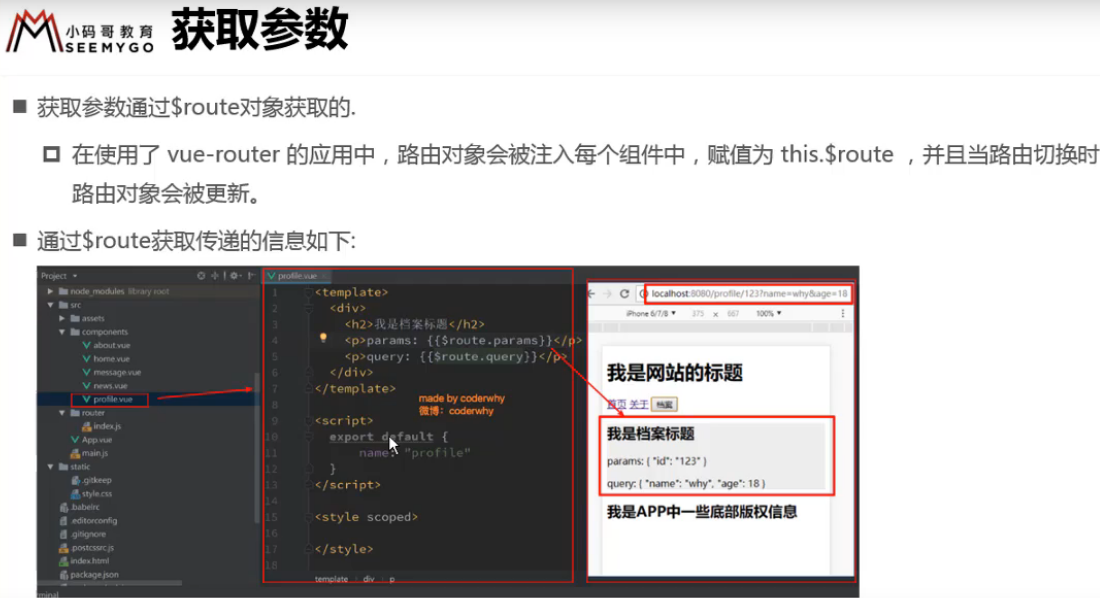 小码哥教育
SEEMYGO
获取参数
获取参数通过$route对象获取的.
在使用了 vue-router 的应用中，路由对象会被注入每个组件中，赋值为 this.$route ，并且当路由切换时
路由对象会被更新。
通过$route获取传递的信息如下:
Project
node_modules library root
src
assets
components
about.vue
home.vue
message.vue
news.vue
profile.vue
router
index.js
App.vue
main.js
static
.gitkeep
style.css
.babelrc
.editorconfig
.gitignore
.postcssrc.js
index.html
package.json
minal
profile.vue
1 <template>
2 <div>
3 <h2>我是档案标题</h2>
4 <p>params: {{$route.params}}</p>
5 <p>query: {{$route.query}}</p>
6 </div>
7 </template>
8
made by coderwhy
微博：coderwhy
9 <script>
10 export default {
11 name: "profile"
12 }
13 </script>
14
15 <style scoped>
16
17 </style>
18
template div p
localhost:8080/profile/123?name=why&age=18
iPhone 6/7/8 375 x 667 100%
我是网站的标题
首页 关于 档案
我是档案标题
params: { "id": "123" }
query: { "name": "why", "age": 18 }
我是APP中一些底部版权信息